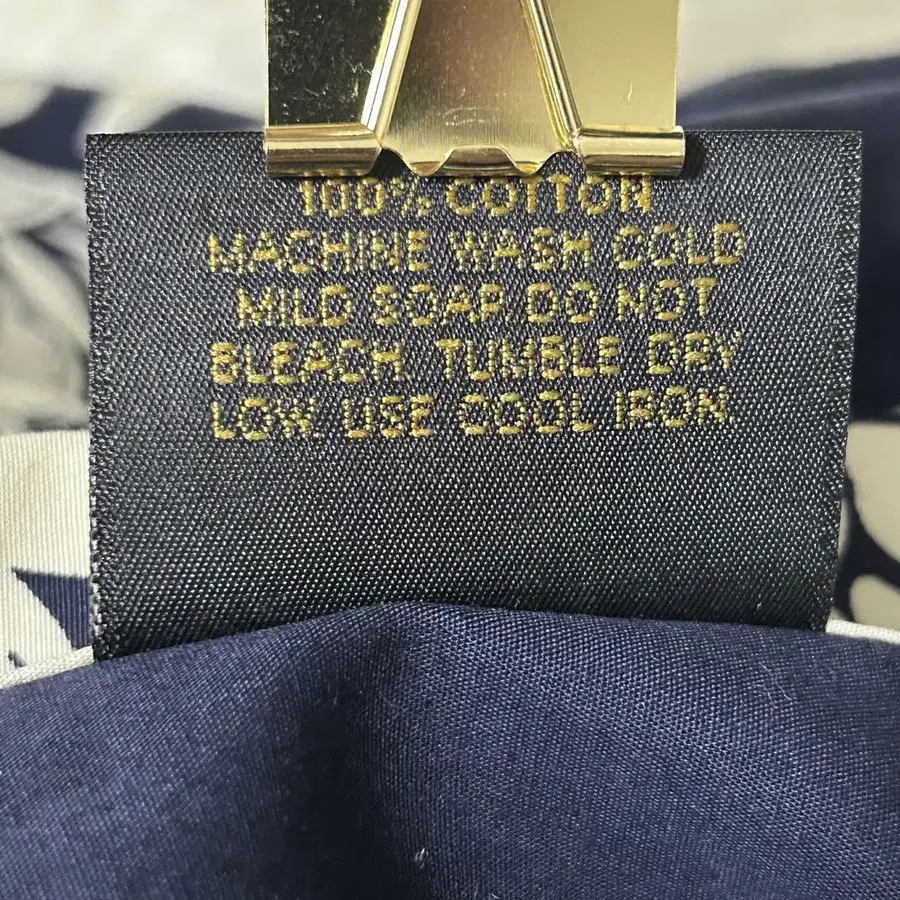 100% COTTON
MACHINE WASH COLD
MILD SOAP. DO NOT
BLEACH. TUMBLE DRY
LOW. USE COOL IRON.